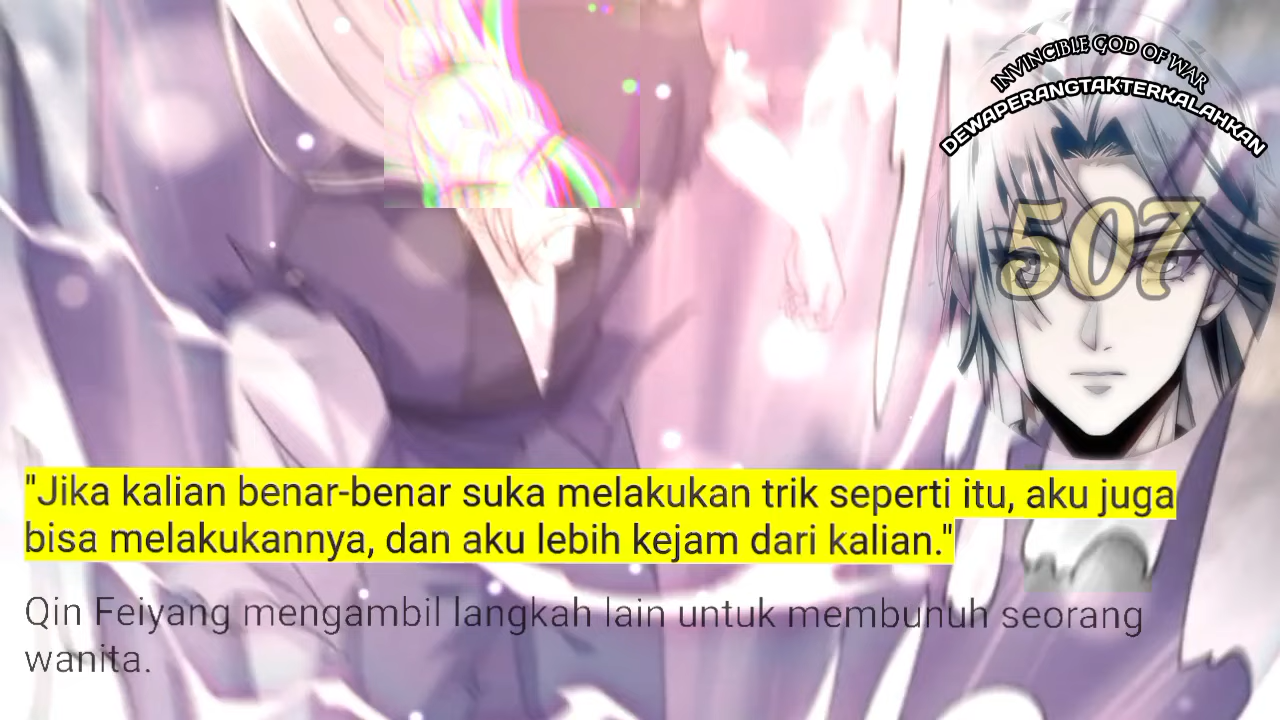 INVINCIBLE GOD OF WAR
DEWAPERANGTAKTERKALAHKAN
507
"Jika kalian benar-benar suka melakukan trik seperti itu, aku juga
bisa melakukannya, dan aku lebih kejam dari kalian."
Qin Feiyang mengambil langkah lain untuk membunuh seorang
wanita.